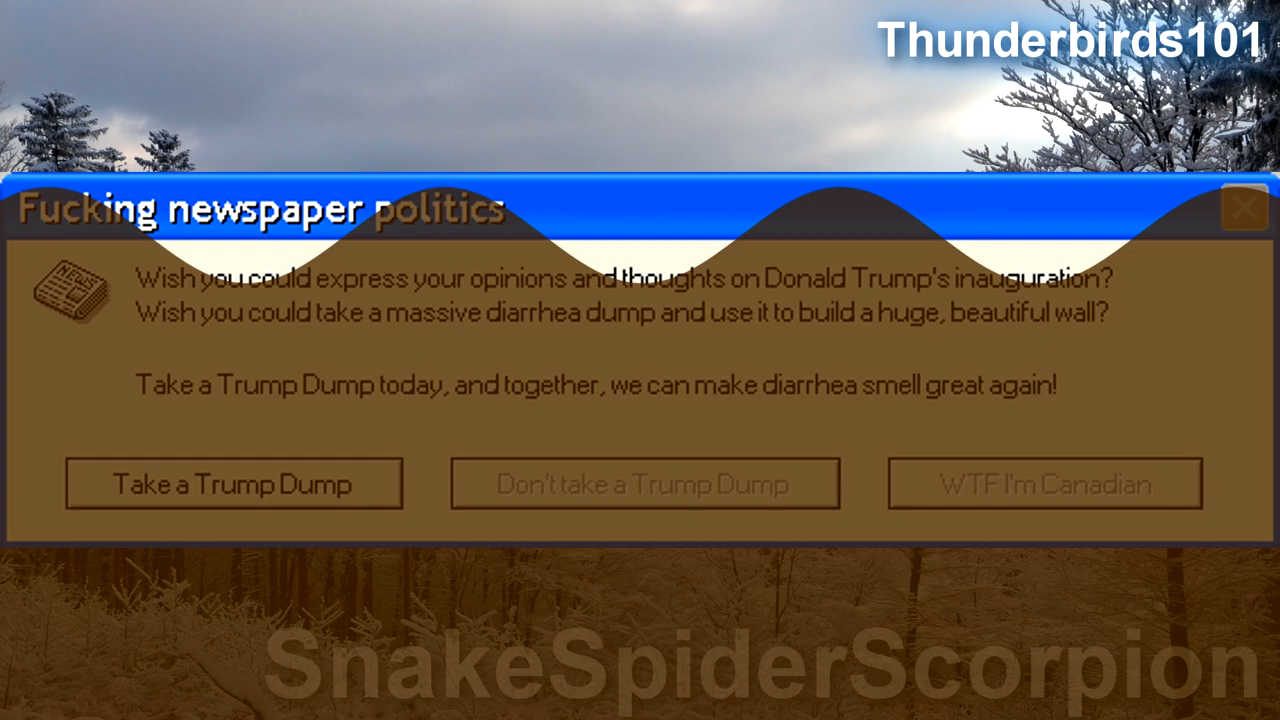 Thunderbirds101
Fucking newspaper politics
NEWS
Wish you could express your opinions and thoughts on Donald Trump's inauguration?
Wish you could take a massive diarrhea dump and use it to build a huge, beautiful wall?
Take a Trump Dump today, and together, we can make diarrhea smell great again!
Take a Trump Dump
Don't take a Trump Dump
WTF I'm Canadian
SnakeSpiderScorpion